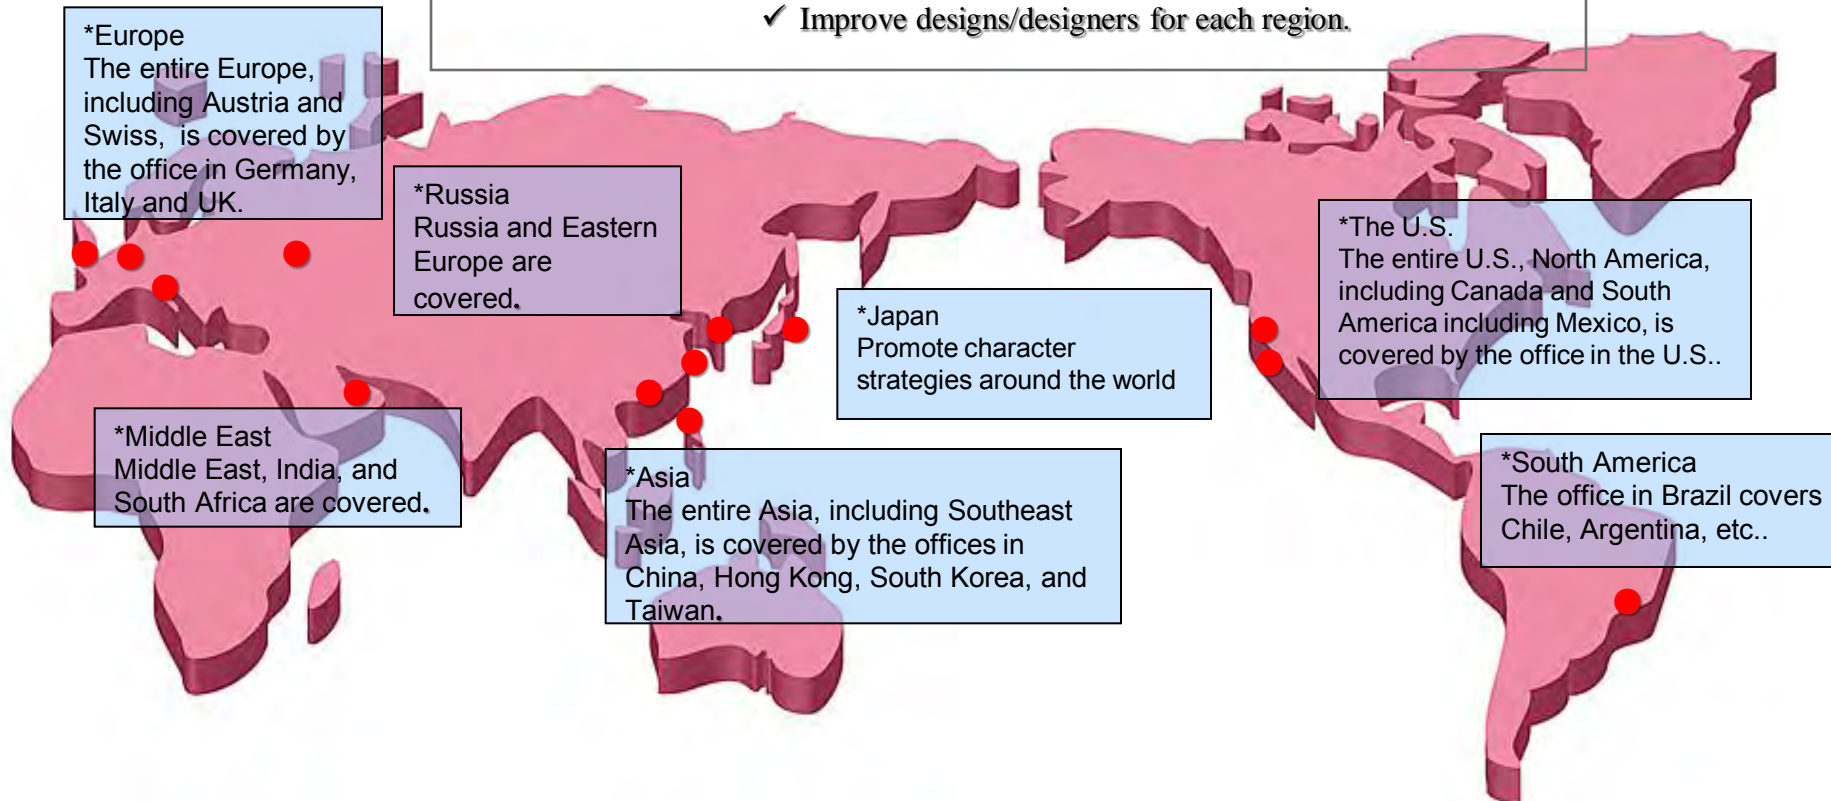 ✓ Improve designs/designers for each region.
*Europe
The entire Europe,
including Austria and
Swiss, is covered by
the office in Germany,
Italy and UK.
*Russia
Russia and Eastern
Europe are
covered.
*Japan
Promote character
strategies around the world
*The U.S.
The entire U.S., North America,
including Canada and South
America including Mexico, is
covered by the office in the U.S..
*Middle East
Middle East, India, and
South Africa are covered.
*Asia
The entire Asia, including Southeast
Asia, is covered by the offices in
China, Hong Kong, South Korea, and
Taiwan.
*South America
The office in Brazil covers
Chile, Argentina, etc..